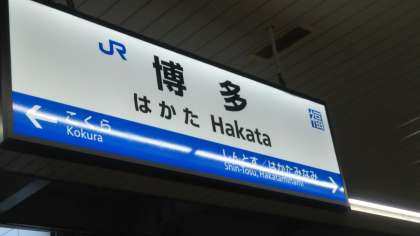 JR
博多
はかた Hakata
福
こくら
Kokura
しんとす/はかたみなみ
Shin-Tosu, Hakataminami